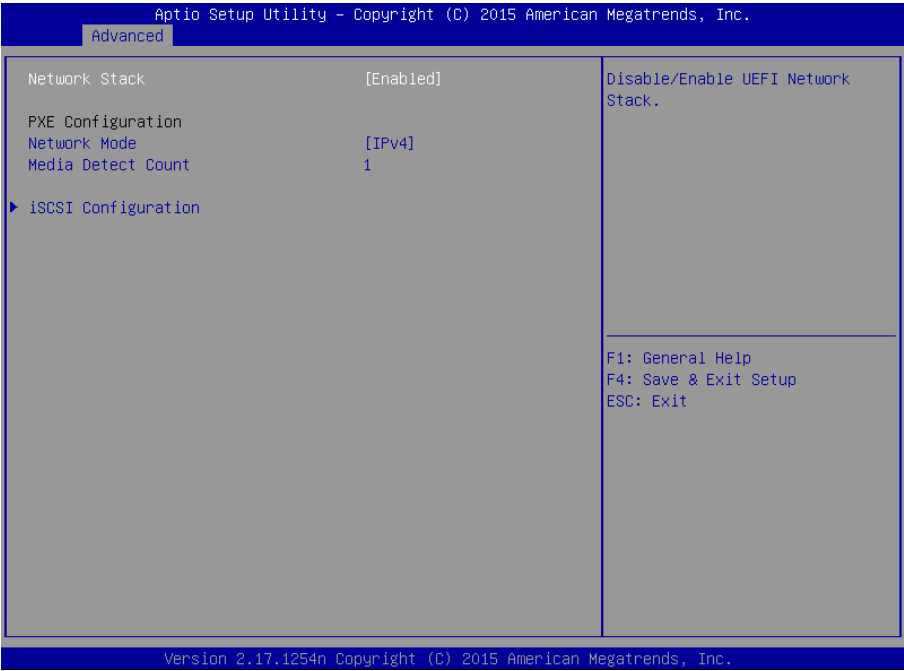 Aptio Setup Utility – Copyright (C) 2015 American Megatrends, Inc.
Advanced
Network Stack [Enabled]
PXE Configuration
Network Mode [IPv4]
Media Detect Count 1
iSCSI Configuration
Disable/Enable UEFI Network
Stack.
F1: General Help
F4: Save & Exit Setup
ESC: Exit
Version 2.17.1254n Copyright (C) 2015 American Megatrends, Inc.